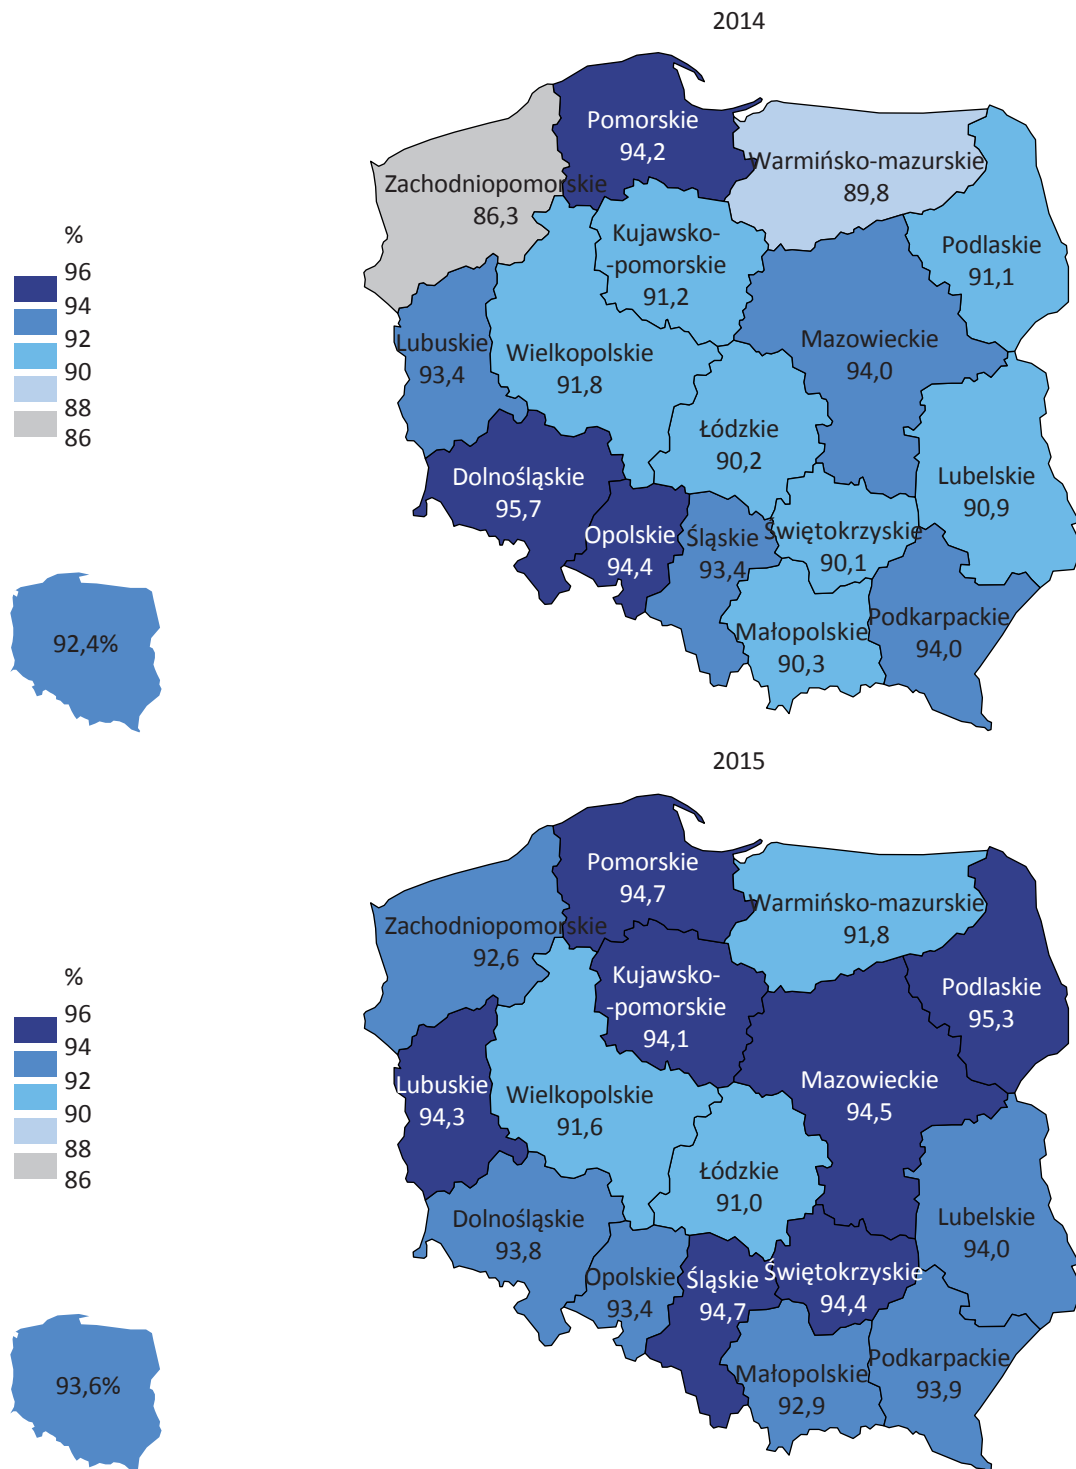 2014
Pomorskie
94,2
Warmińsko-mazurskie
89,8
Zachodniopomorskie
86,3
Kujawsko-
-pomorskie
91,2
Podlaskie
91,1
%
96
94
92
90
88
86
Lubuskie
93,4
Wielkopolskie
91,8
Mazowieckie
94,0
Łódzkie
90,2
Dolnośląskie
95,7
Lubelskie
90,9
Opolskie
94,4
Śląskie
93,4
Świętokrzyskie
90,1
Małopolskie
90,3
Podkarpackie
94,0
92,4%
2015
Pomorskie
94,7
Warmińsko-mazurskie
91,8
Zachodniopomorskie
92,6
Kujawsko-
-pomorskie
94,1
Podlaskie
95,3
%
96
94
92
90
88
86
Lubuskie
94,3
Wielkopolskie
91,6
Mazowieckie
94,5
Łódzkie
91,0
Dolnośląskie
93,8
Lubelskie
94,0
Opolskie
93,4
Śląskie
94,7
Świętokrzyskie
94,4
Małopolskie
92,9
Podkarpackie
93,9
93,6%